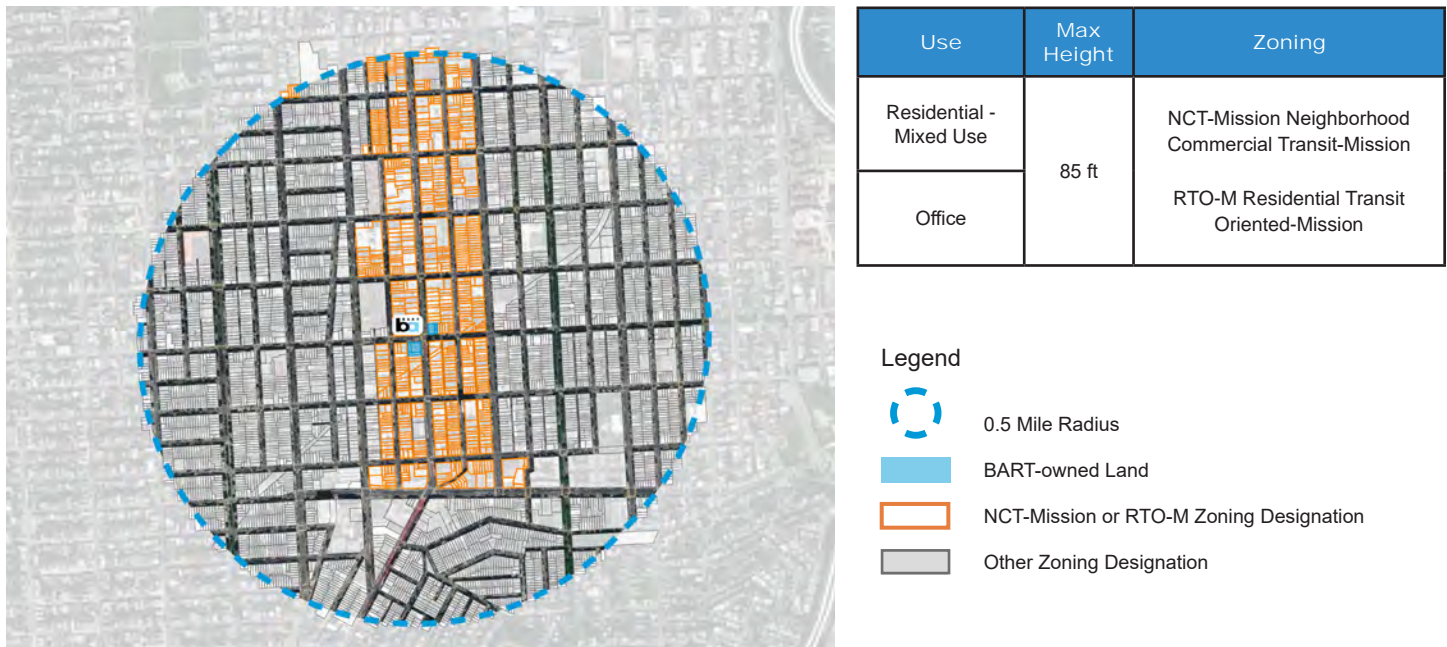 Use
Max
Height
Zoning
Residential -
Mixed Use
Office
85 ft
NCT-Mission Neighborhood
Commercial Transit-Mission
RTO-M Residential Transit
Oriented-Mission
Legend
0.5 Mile Radius
BART-owned Land
NCT-Mission or RTO-M Zoning Designation
Other Zoning Designation
ba